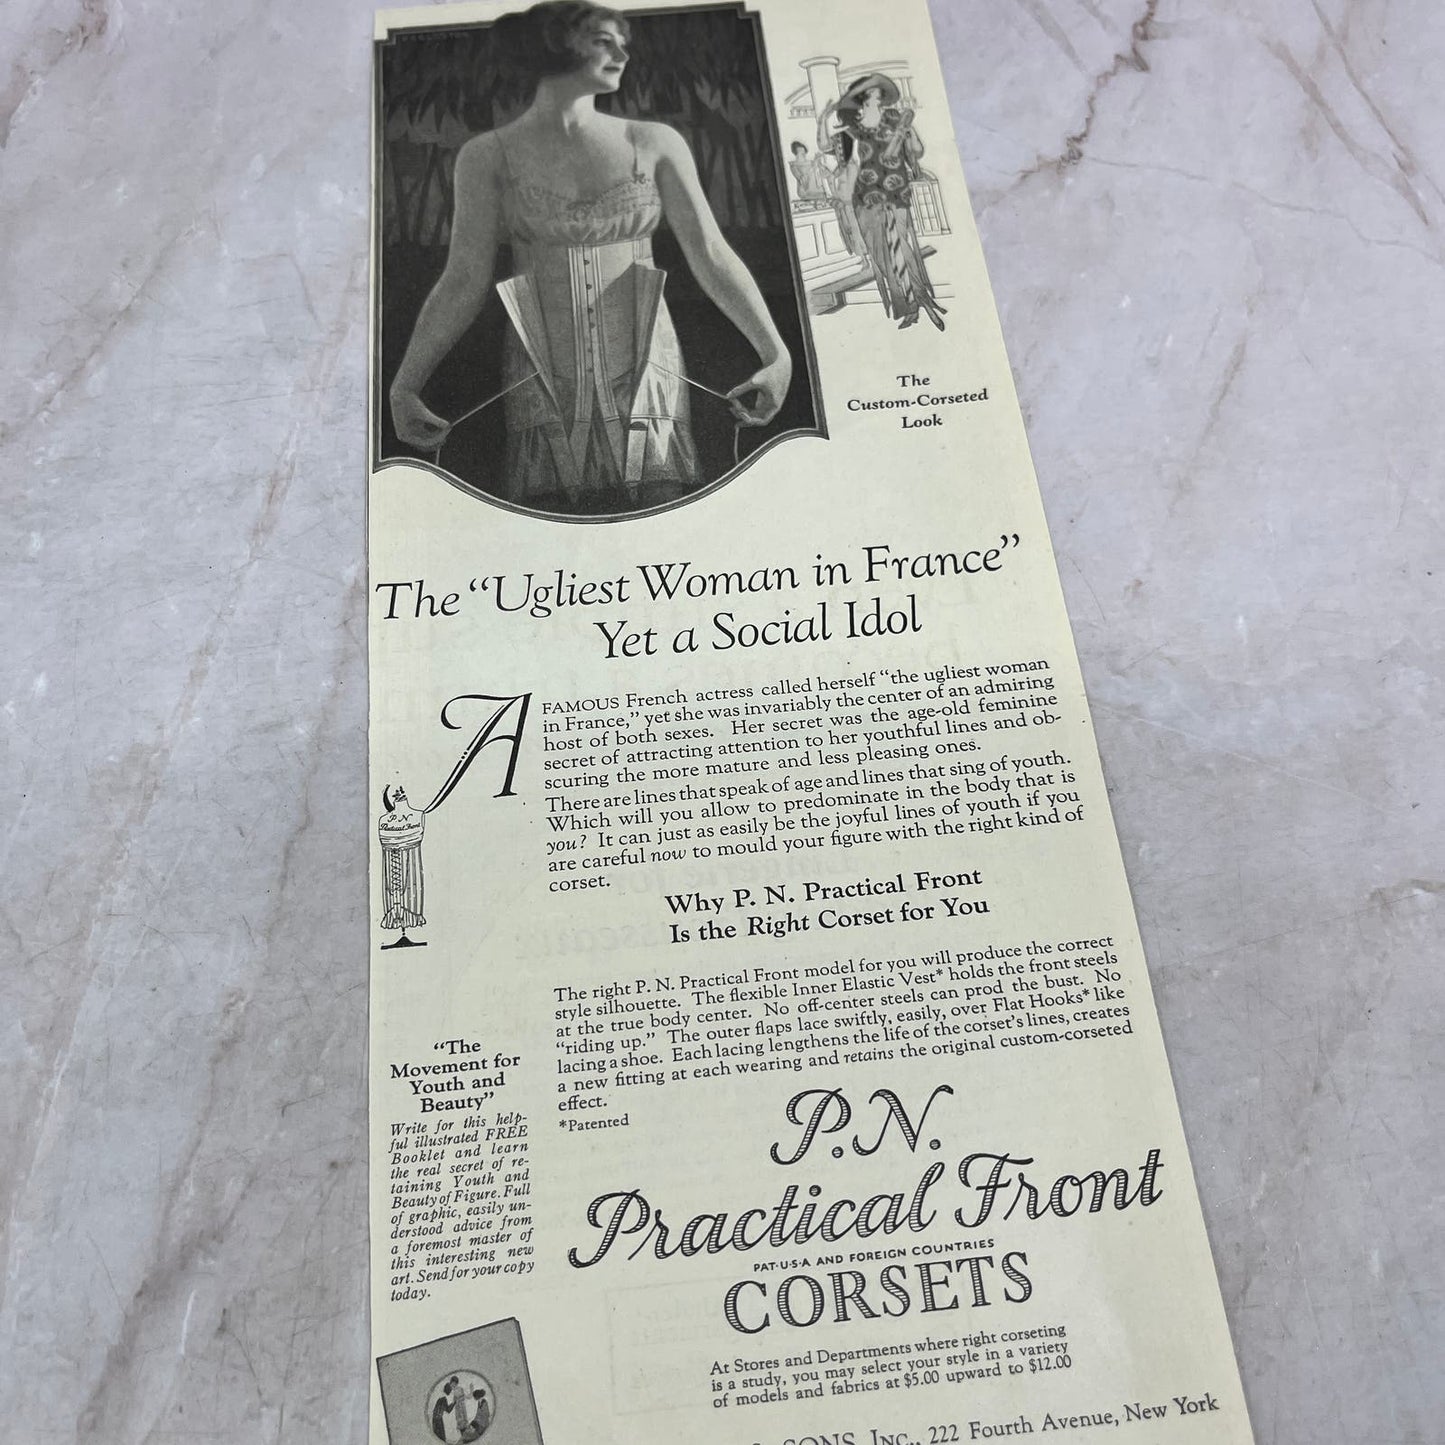 The
Custom-Corseted
Look
The “Ugliest Woman in France”
Yet a Social Idol
A FAMOUS French actress called herself “the ugliest woman
in France,” yet she was invariably the center of an admiring
host of both sexes. Her secret was the age-old feminine
secret of attracting attention to her youthful lines and ob-
scuring the more mature and less pleasing ones.
There are lines that speak of age and lines that sing of youth.
Which will you allow to predominate in the body that is
you? It can just as easily be the joyful lines of youth if you
are careful now to mould your figure with the right kind of
corset.
P. N.
Practical Front
Why P. N. Practical Front
Is the Right Corset for You
The right P. N. Practical Front model for you will produce the correct
style silhouette. The flexible Inner Elastic Vest* holds the front steels
at the true body center. No off-center steels can prod the bust. No
“riding up.” The outer flaps lace swiftly, easily, over Flat Hooks* like
lacing a shoe. Each lacing lengthens the life of the corset's lines, creates
a new fitting at each wearing and retains the original custom-corseted
effect.
*Patented
“The
Movement for
Youth and
Beauty”
Write for this help-
ful illustrated FREE
Booklet and learn
the real secret of re-
taining Youth and
Beauty of Figure. Full
of graphic, easily un-
derstood advice from
a foremost master of
this interesting new
art. Send for your copy
today.
P.N.
Practical Front
PAT·U·S·A AND FOREIGN COUNTRIES
CORSETS
At Stores and Departments where right corseting
is a study, you may select your style in a variety
of models and fabrics at $5.00 upward to $12.00
SONS, INC., 222 Fourth Avenue, New York